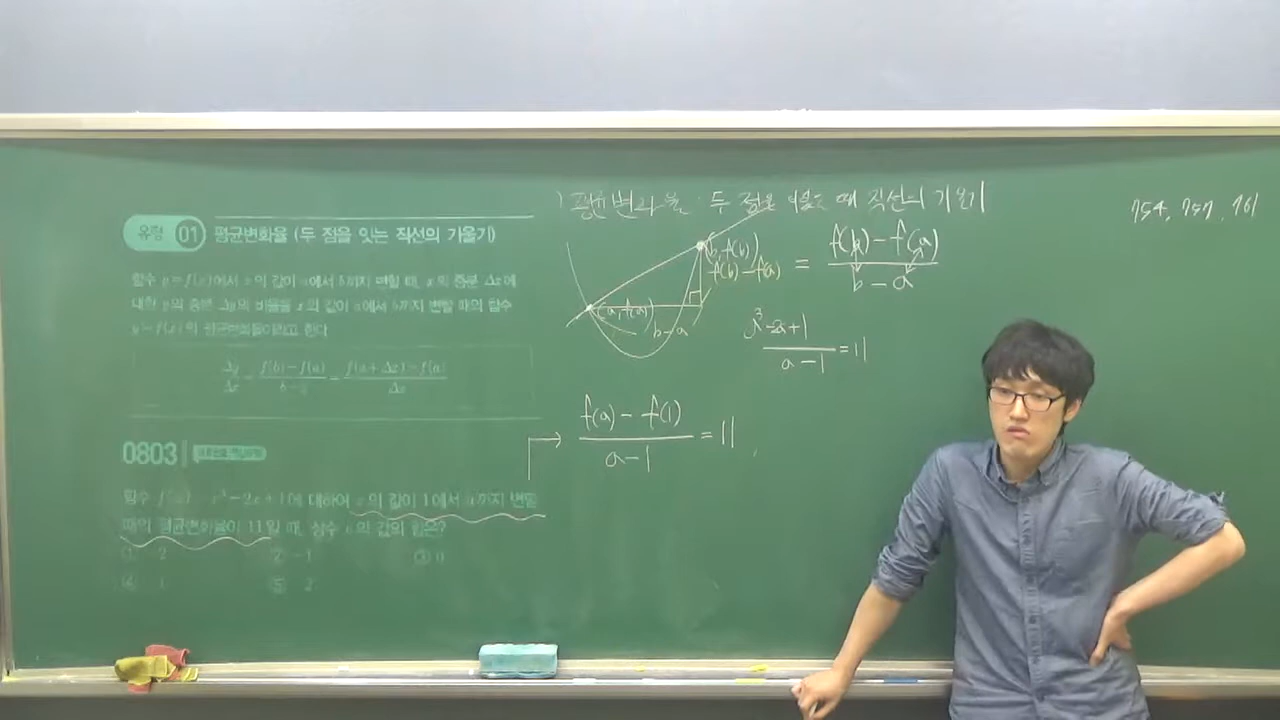 유형 01 평균변화율 (두 점을 잇는 직선의 기울기)
함수 y=f(x)에서 x의 값이 a에서 b까지 변할 때, x의 증분 Δx에
대한 y의 증분 Δy의 비율을 x의 값이 a에서 b까지 변할 때의 함수
y=f(x)의 평균변화율이라고 한다
Δy/Δx = f(b)-f(a)/b-a = f(a+Δx)-f(a)/Δx
0803
함수 f(x)=x³-2x+1에 대하여 x의 값이 1에서 a까지 변할
때의 평균변화율이 11일 때, 상수 a의 값의 합은?
① -2 ② -1 ③ 0
④ 1 ⑤ 2
평균변화율: 두 점을 이을 때 직선의 기울기
(b, f(b))
f(b)-f(a)
(a, f(a))
b-a
= f(b)-f(a)/b-a
a³-2a+1/a-1=11
f(a)-f(1)/a-1=11
754, 757, 761